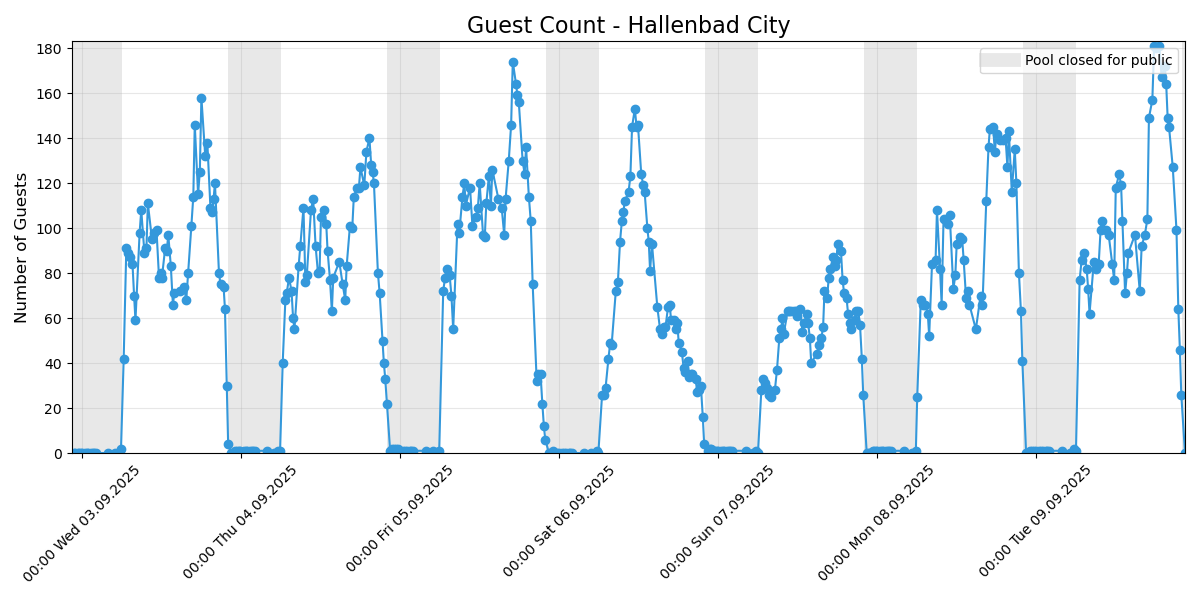 Guest Count - Hallenbad City
Pool closed for public
Number of Guests
180
160
140
120
100
80
60
40
20
0
00:00 Wed 03.09.2025
00:00 Thu 04.09.2025
00:00 Fri 05.09.2025
00:00 Sat 06.09.2025
00:00 Sun 07.09.2025
00:00 Mon 08.09.2025
00:00 Tue 09.09.2025